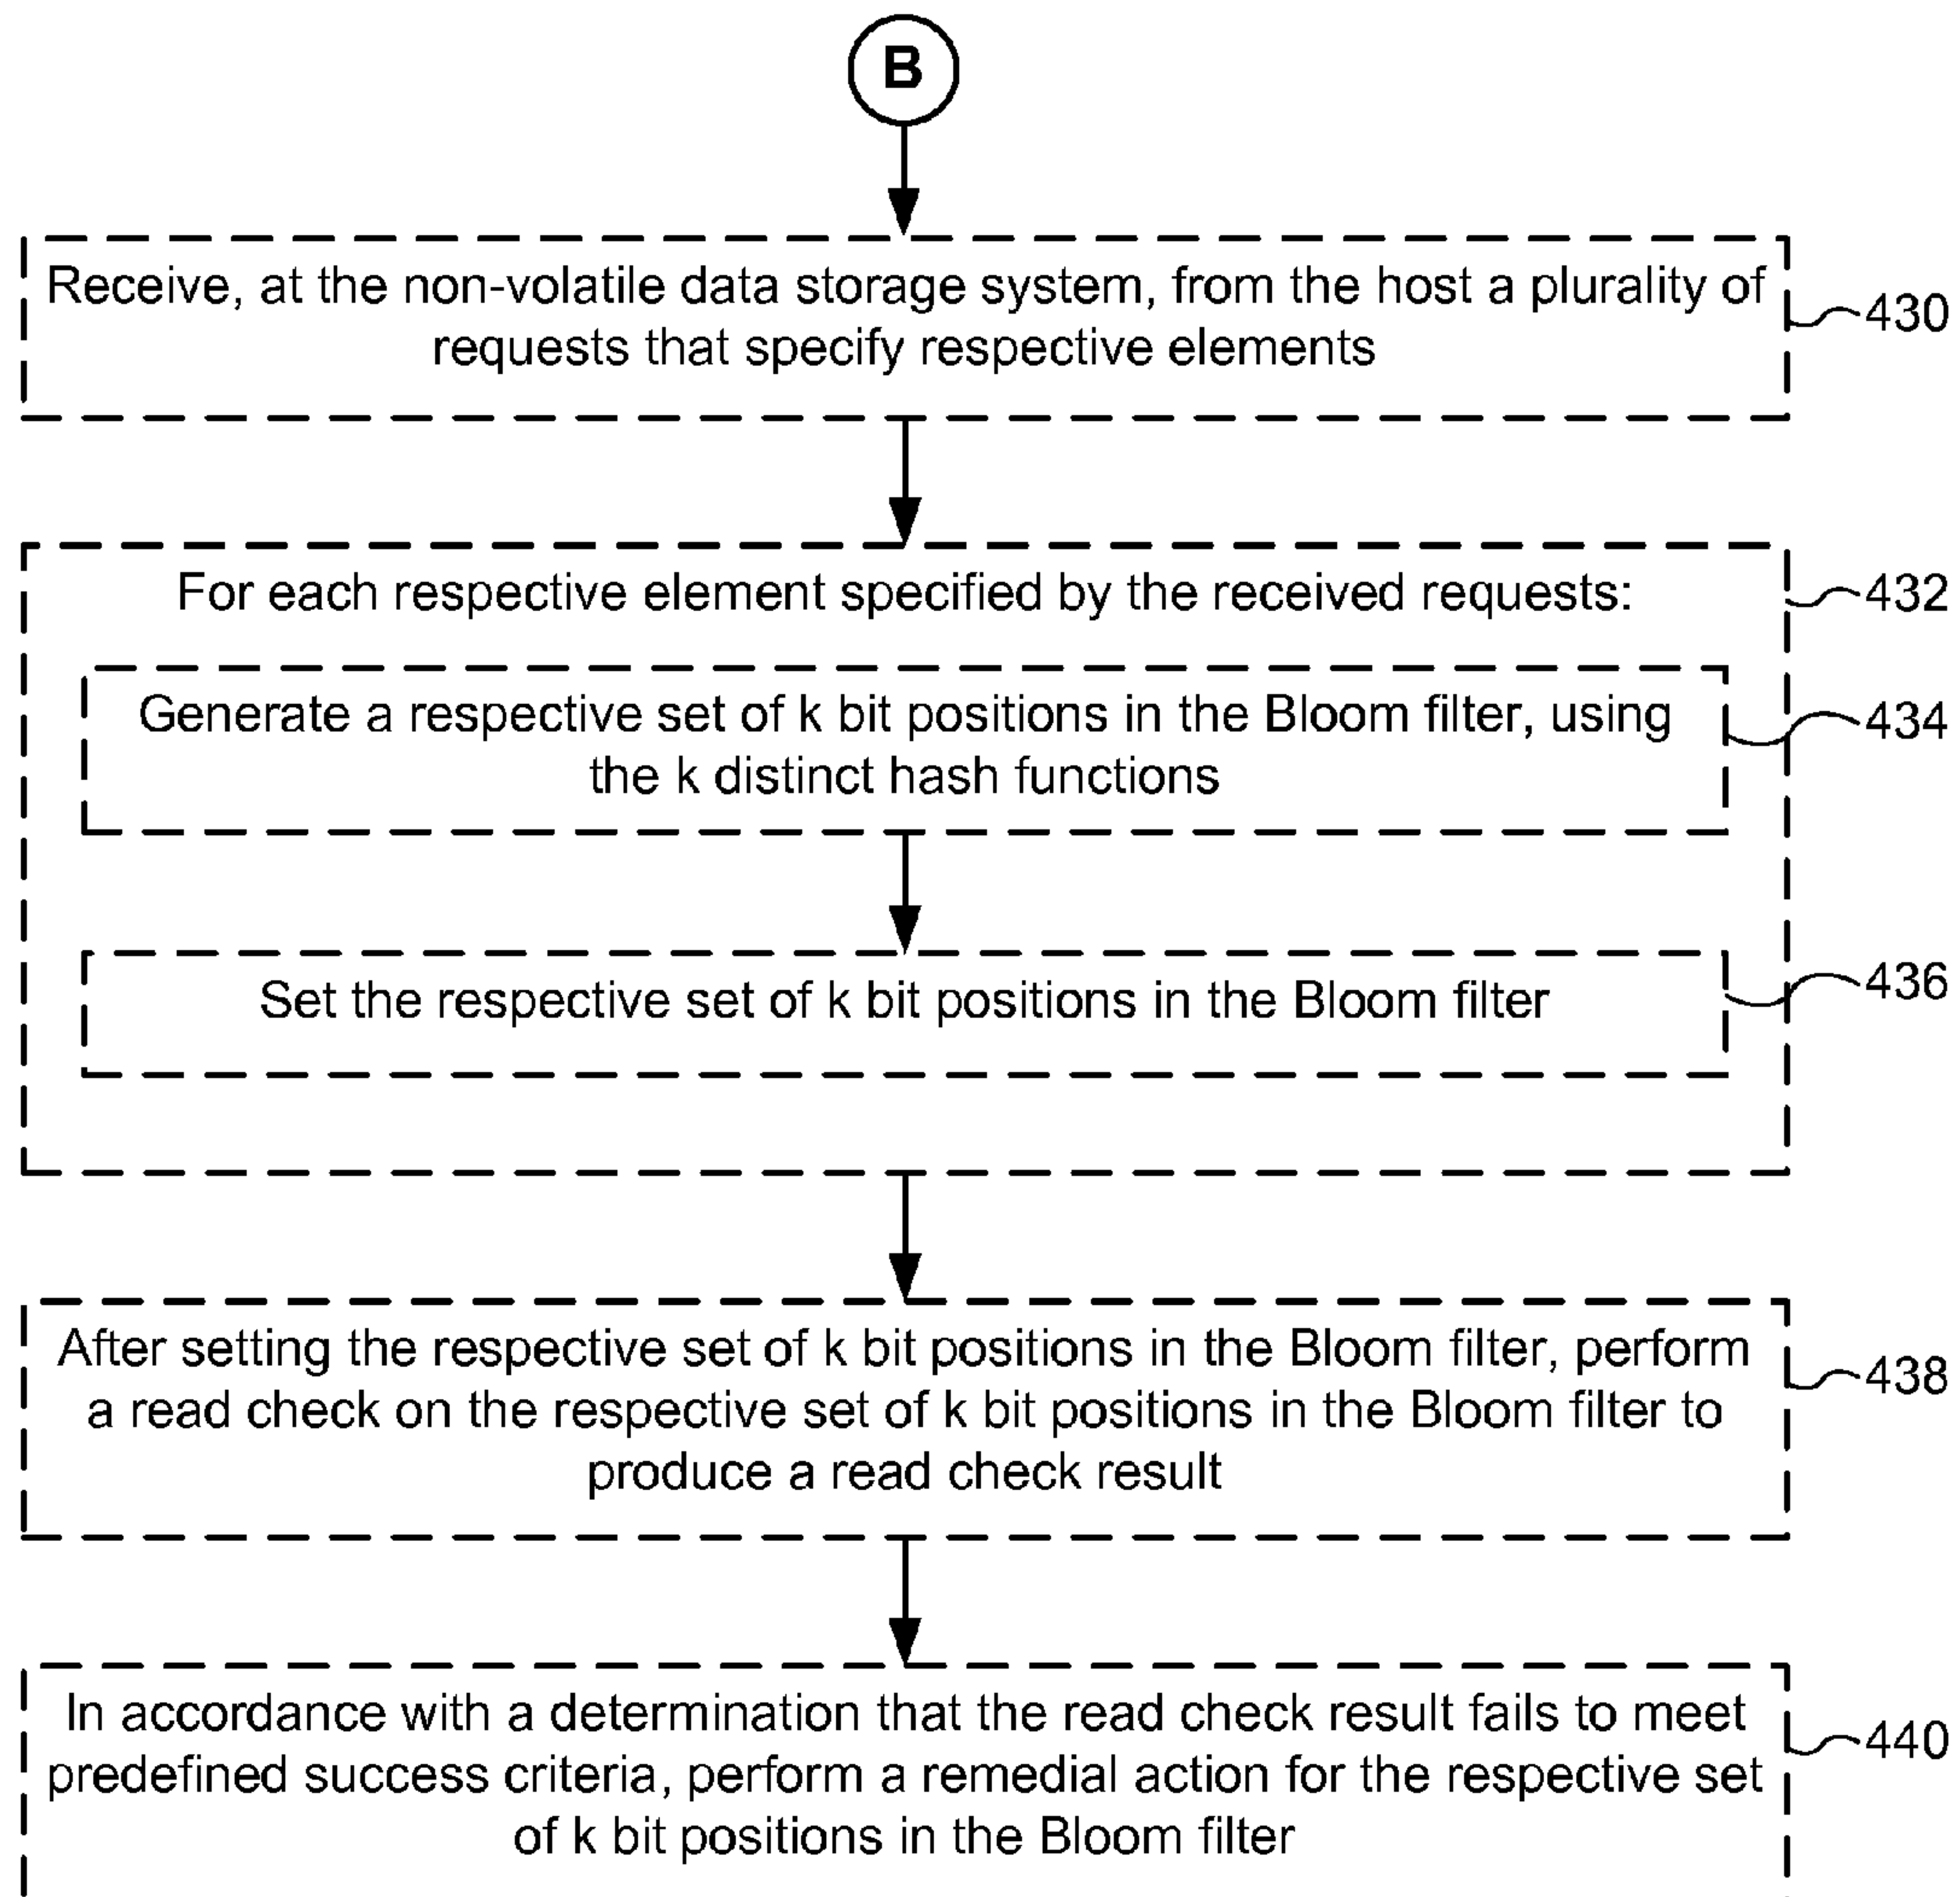 B
Receive, at the non-volatile data storage system, from the host a plurality of
requests that specify respective elements
430
For each respective element specified by the received requests:
432
Generate a respective set of k bit positions in the Bloom filter, using
the k distinct hash functions
434
Set the respective set of k bit positions in the Bloom filter
436
After setting the respective set of k bit positions in the Bloom filter, perform
a read check on the respective set of k bit positions in the Bloom filter to
produce a read check result
438
In accordance with a determination that the read check result fails to meet
predefined success criteria, perform a remedial action for the respective set
of k bit positions in the Bloom filter
440